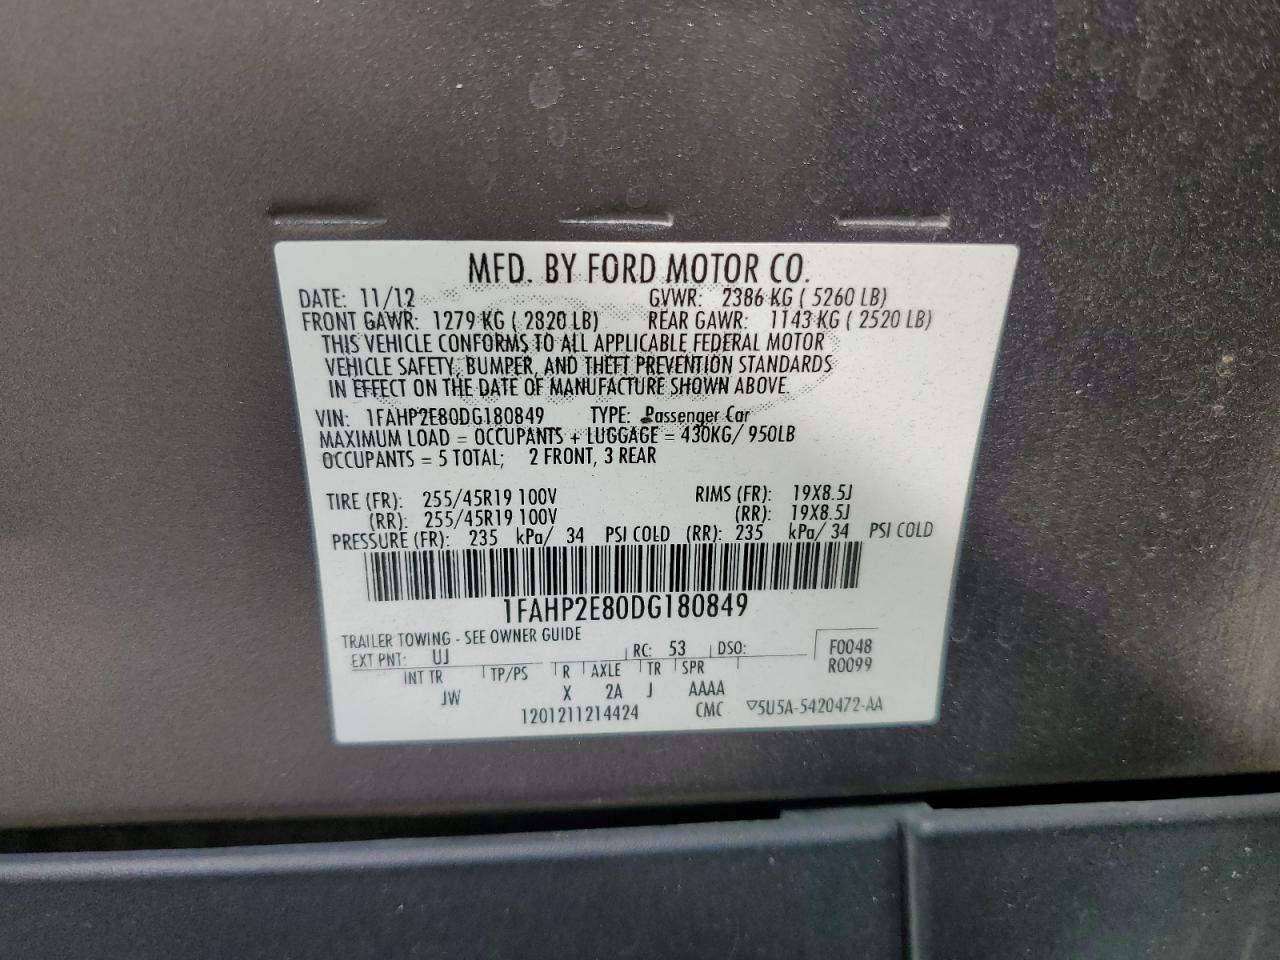 MFD. BY FORD MOTOR CO.
DATE: 11/12 GVWR: 2386 KG ( 5260 LB)
FRONT GAWR: 1279 KG ( 2820 LB) REAR GAWR: 1143 KG ( 2520 LB)
THIS VEHICLE CONFORMS TO ALL APPLICABLE FEDERAL MOTOR
VEHICLE SAFETY, BUMPER, AND THEFT PREVENTION STANDARDS
IN EFFECT ON THE DATE OF MANUFACTURE SHOWN ABOVE.
VIN: 1FAHP2E80DG180849 TYPE: Passenger Car
MAXIMUM LOAD = OCCUPANTS + LUGGAGE = 430KG/ 950LB
OCCUPANTS = 5 TOTAL; 2 FRONT, 3 REAR
TIRE (FR): 255/45R19 100V RIMS (FR): 19X8.5J
(RR): 255/45R19 100V (RR): 19X8.5J
PRESSURE (FR): 235 kPa/ 34 PSI COLD (RR): 235 kPa/ 34 PSI COLD
1FAHP2E80DG180849
TRAILER TOWING - SEE OWNER GUIDE
EXT PNT: UJ RC: 53 DSO: F0048
R0099
INT TR TP/PS R AXLE TR SPR
JW X 2A J AAAA
1201211214424 CMC ▽5U5A-5420472-AA